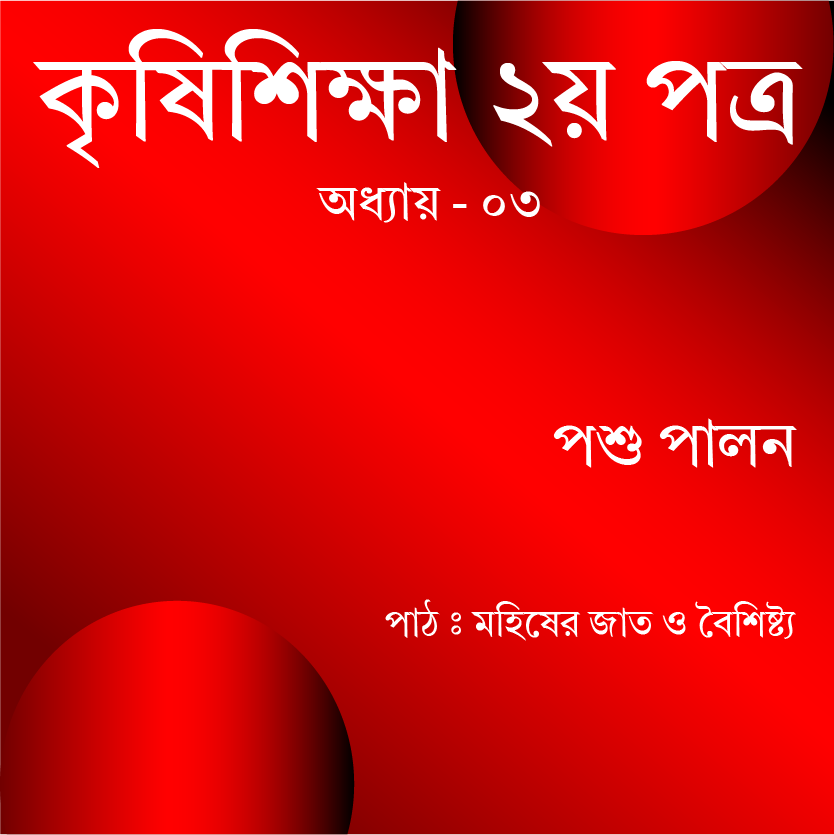 কৃষিশিক্ষা ২য় পত্র
অধ্যায় - ০৩
পশু পালন
পাঠ ঃ মহিষের জাত ও বৈশিষ্ট্য